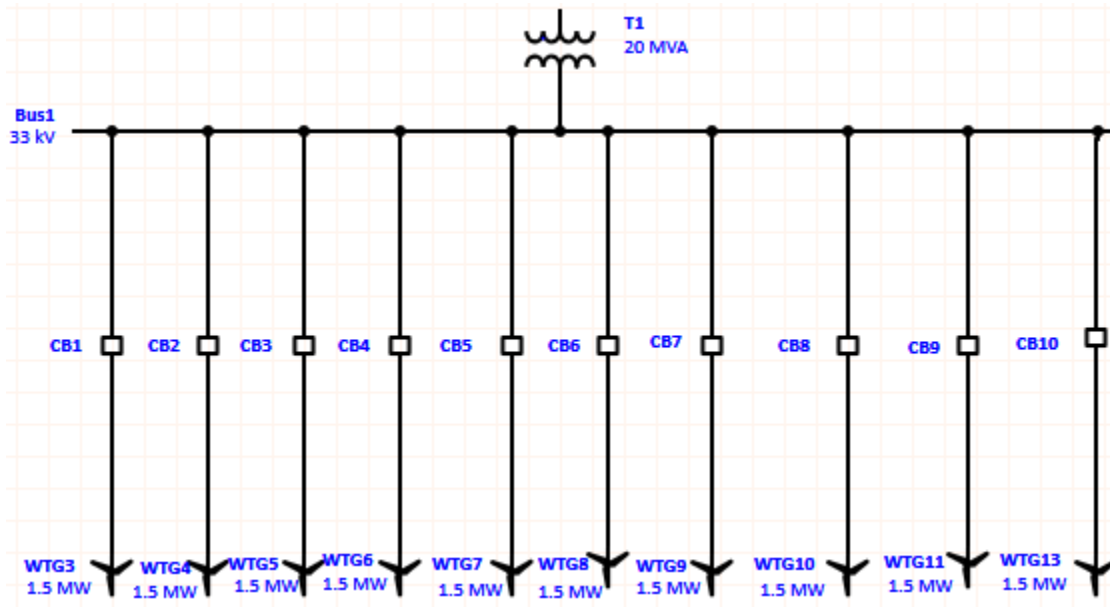 T1
20 MVA
Bus1
33 kV
CB1
CB2
CB3
CB4
CB5
CB6
CB7
CB8
CB9
CB10
WTG3
1.5 MW
WTG4
1.5 MW
WTG5
1.5 MW
WTG6
1.5 MW
WTG7
1.5 MW
WTG8
1.5 MW
WTG9
1.5 MW
WTG10
1.5 MW
WTG11
1.5 MW
WTG13
1.5 MW